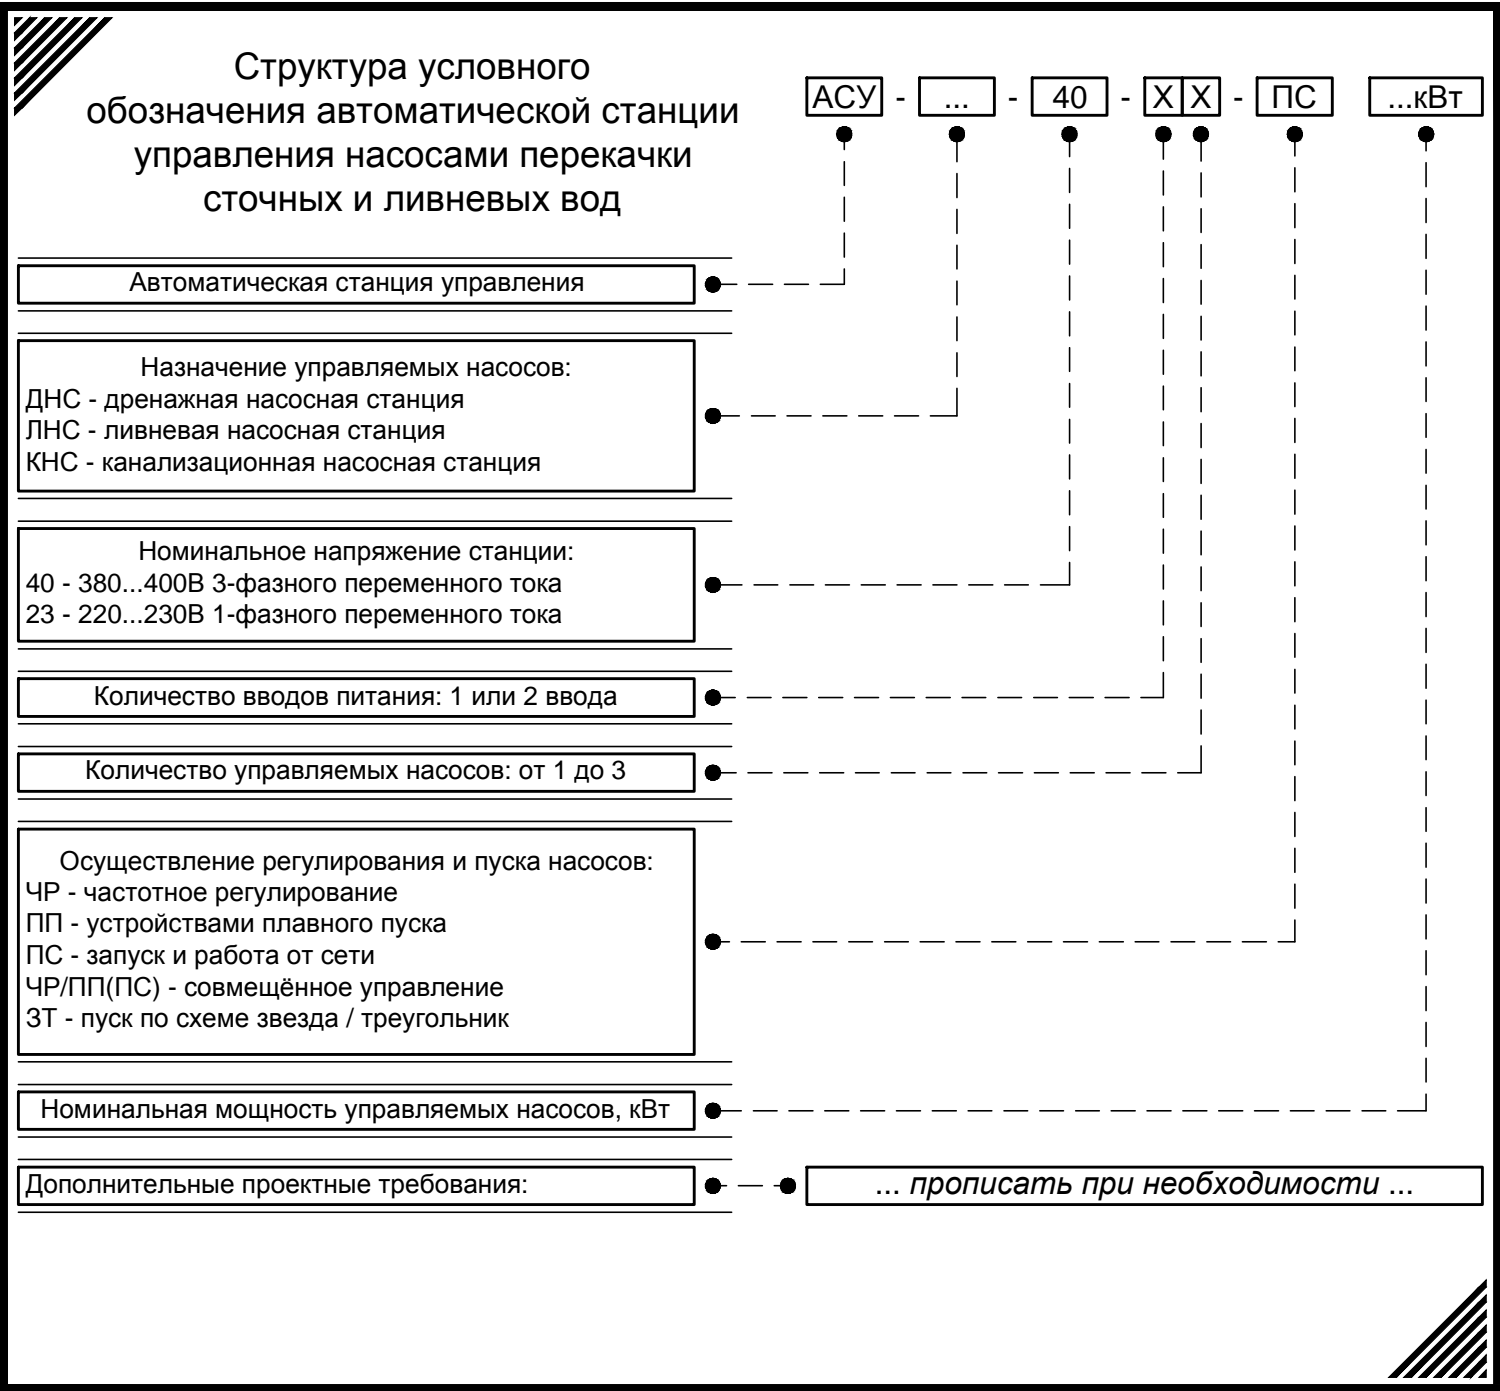 Структура условного
обозначения автоматической станции
управления насосами перекачки
сточных и ливневых вод
АСУ - ... - 40 - Х Х - ПС ...кВт
Автоматическая станция управления
Назначение управляемых насосов:
ДНС - дренажная насосная станция
ЛНС - ливневая насосная станция
КНС - канализационная насосная станция
Номинальное напряжение станции:
40 - 380...400В 3-фазного переменного тока
23 - 220...230В 1-фазного переменного тока
Количество вводов питания: 1 или 2 ввода
Количество управляемых насосов: от 1 до 3
Осуществление регулирования и пуска насосов:
ЧР - частотное регулирование
ПП - устройствами плавного пуска
ПС - запуск и работа от сети
ЧР/ПП(ПС) - совмещённое управление
ЗТ - пуск по схеме звезда / треугольник
Номинальная мощность управляемых насосов, кВт
Дополнительные проектные требования:
... прописать при необходимости ...